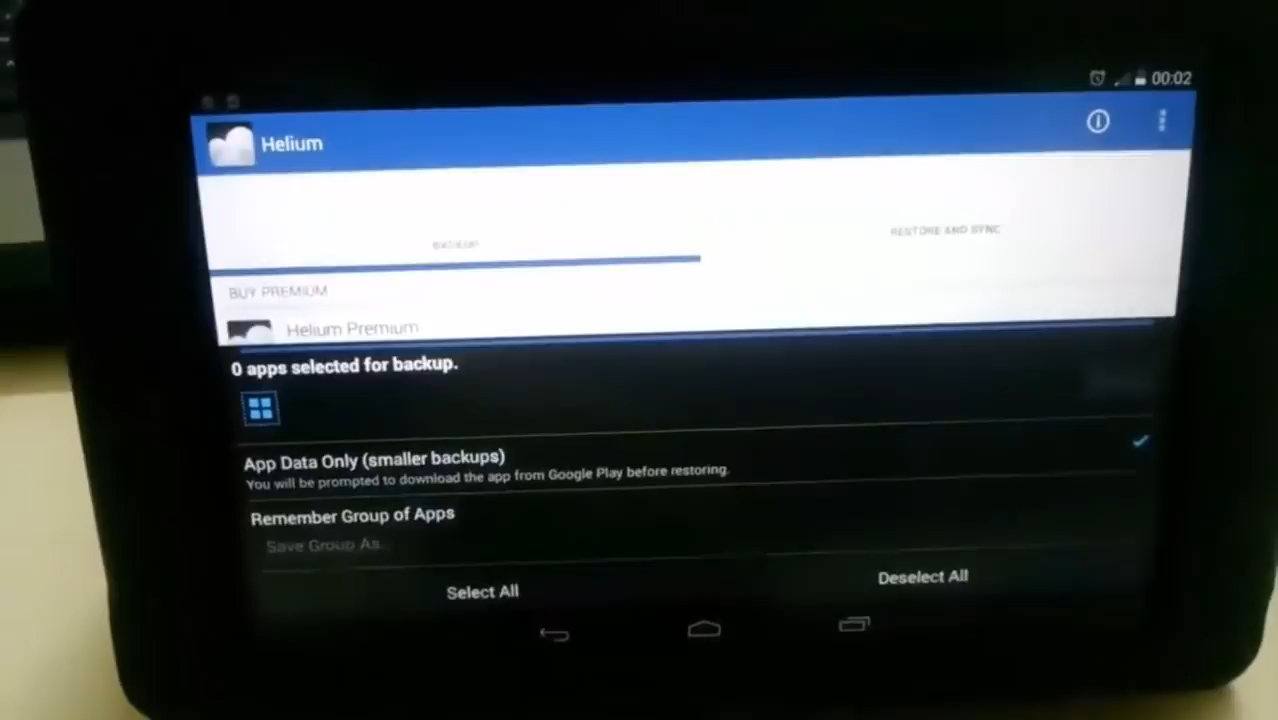 00:02
Helium
BACKUP
RESTORE AND SYNC
BUY PREMIUM
Helium Premium
0 apps selected for backup.
App Data Only (smaller backups)
You will be prompted to download the app from Google Play before restoring.
Remember Group of Apps
Save Group As..
Select All
Deselect All